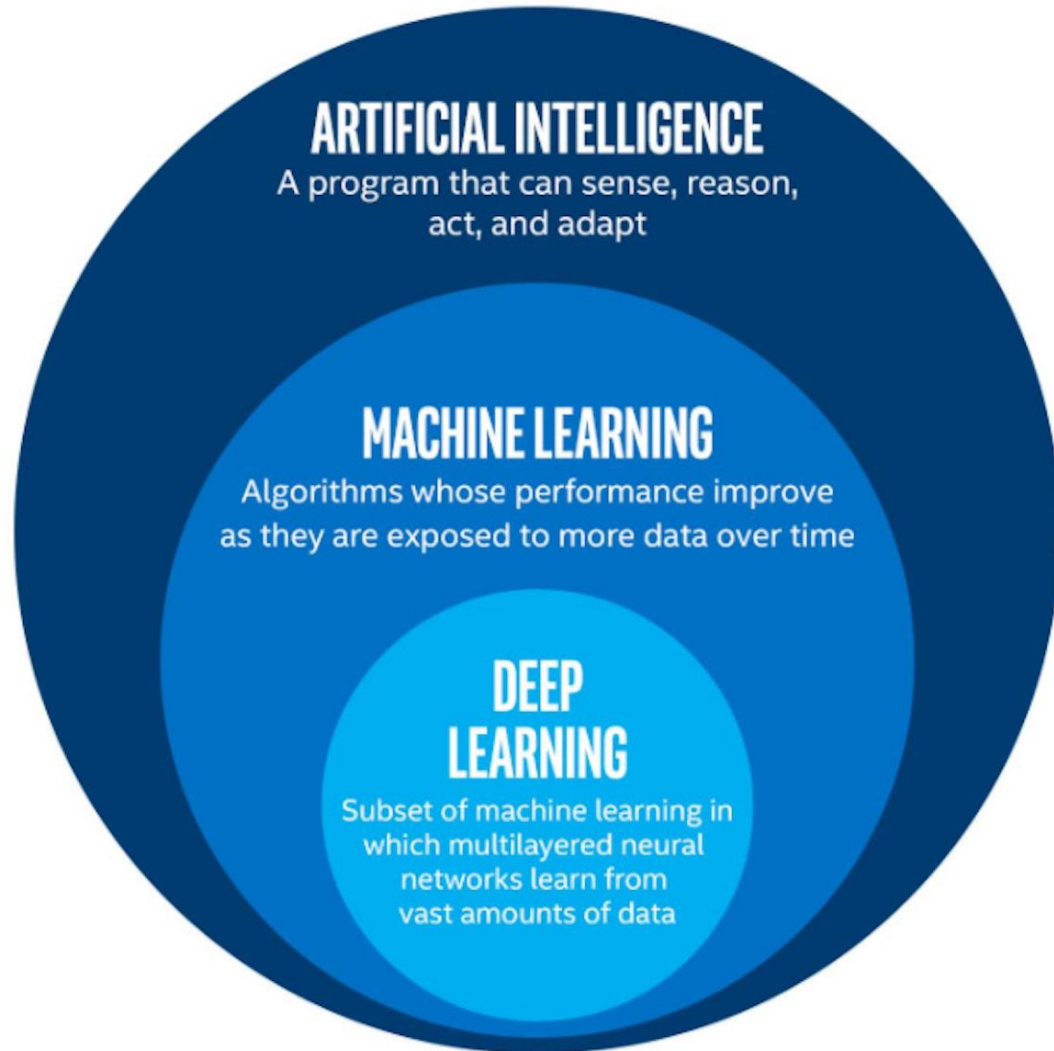 ARTIFICIAL INTELLIGENCE
A program that can sense, reason,
act, and adapt
MACHINE LEARNING
Algorithms whose performance improve
as they are exposed to more data over time
DEEP
LEARNING
Subset of machine learning in
which multilayered neural
networks learn from
vast amounts of data